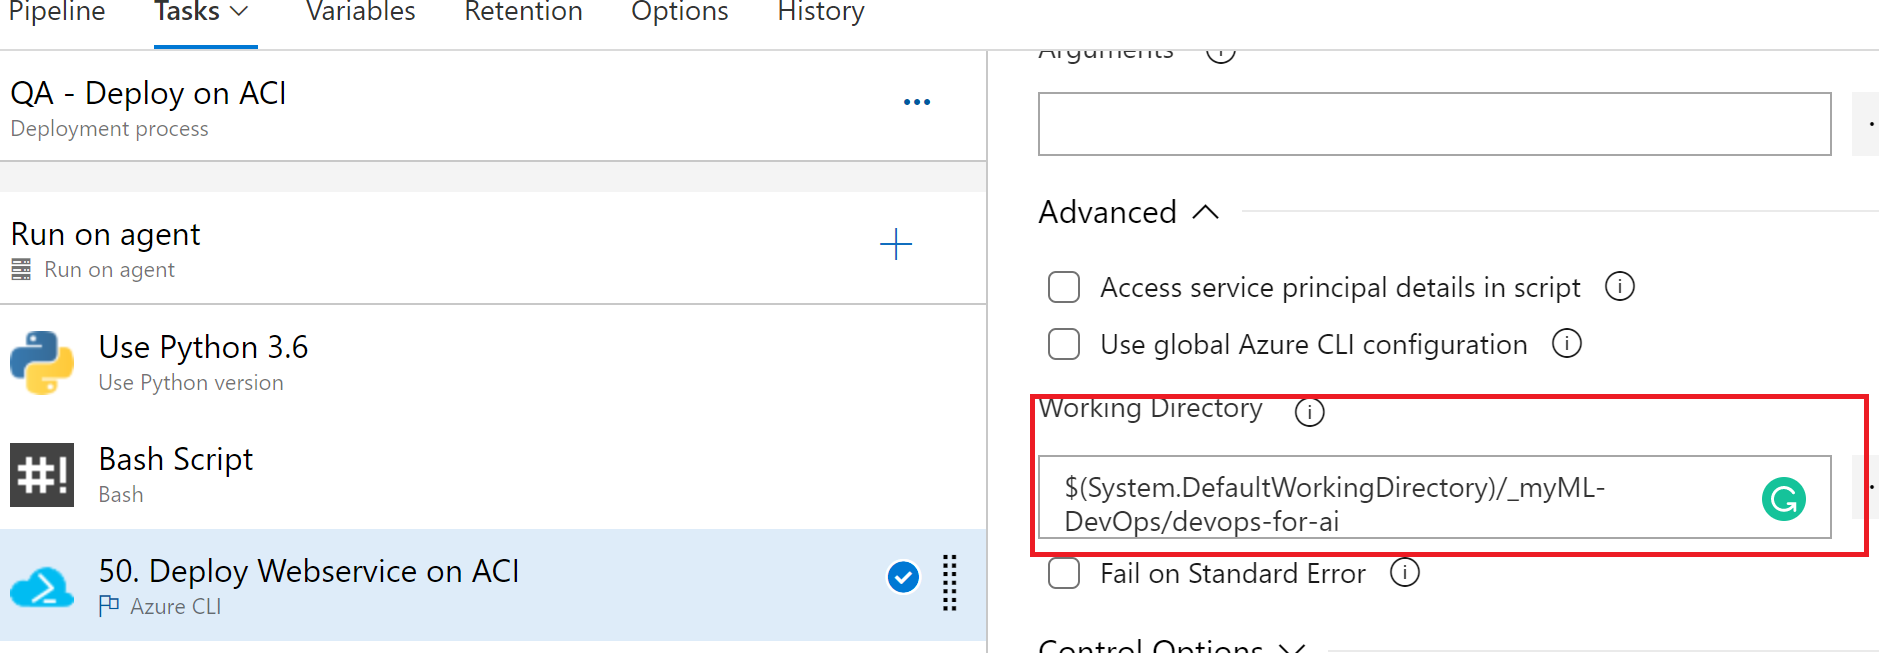 Pipeline Tasks Variables Retention Options History
QA - Deploy on ACI
Deployment process
Run on agent
Run on agent
Use Python 3.6
Use Python version
#!
Bash Script
Bash
50. Deploy Webservice on ACI
Azure CLI
Arguments
Advanced
Access service principal details in script
Use global Azure CLI configuration
Working Directory
$(System.DefaultWorkingDirectory)/_myML-
DevOps/devops-for-ai
Fail on Standard Error
Control Options